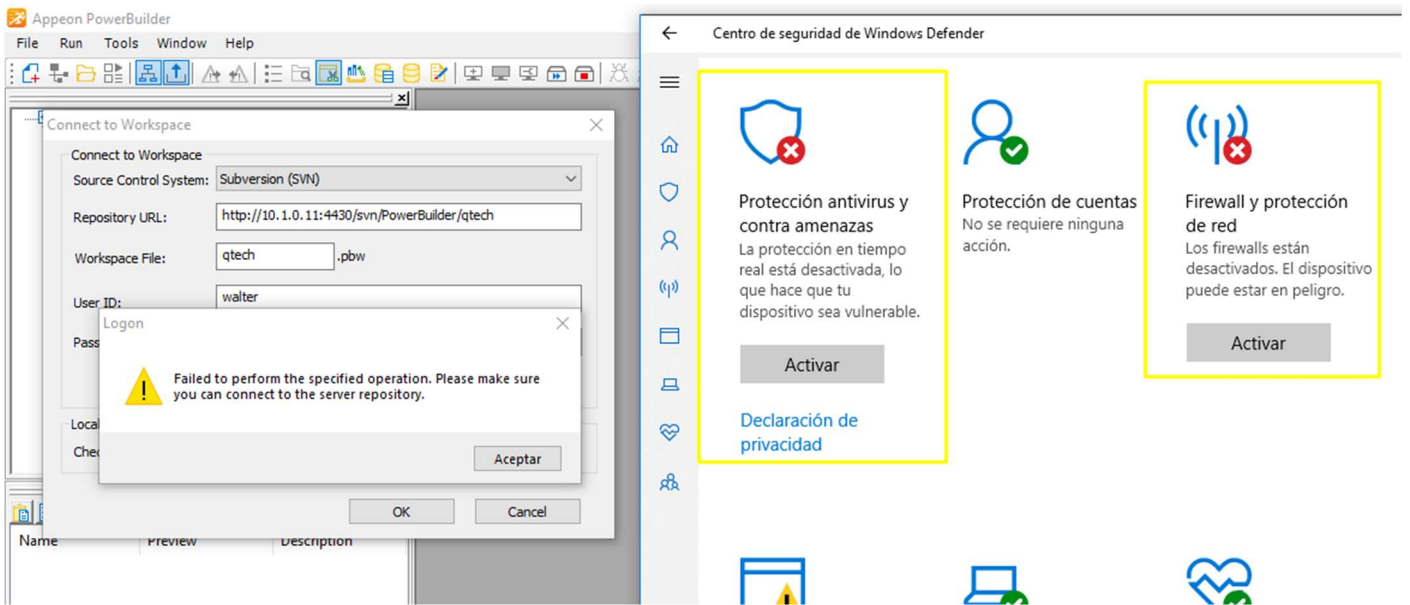 Appeon PowerBuilder
File Run Tools Window Help
Connect to Workspace
Connect to Workspace
Source Control System: Subversion (SVN)
Repository URL: http://10.1.0.11:4430/svn/PowerBuilder/qtech
Workspace File: qtech .pbw
User ID: walter
Pass
Logon
Failed to perform the specified operation. Please make sure
you can connect to the server repository.
Aceptar
Local
Chec
OK Cancel
Name Preview Description
Centro de seguridad de Windows Defender
Protección antivirus y
contra amenazas
La protección en tiempo
real está desactivada, lo
que hace que tu
dispositivo sea vulnerable.
Activar
Declaración de
privacidad
Protección de cuentas
No se requiere ninguna
acción.
Firewall y protección
de red
Los firewalls están
desactivados. El dispositivo
puede estar en peligro.
Activar